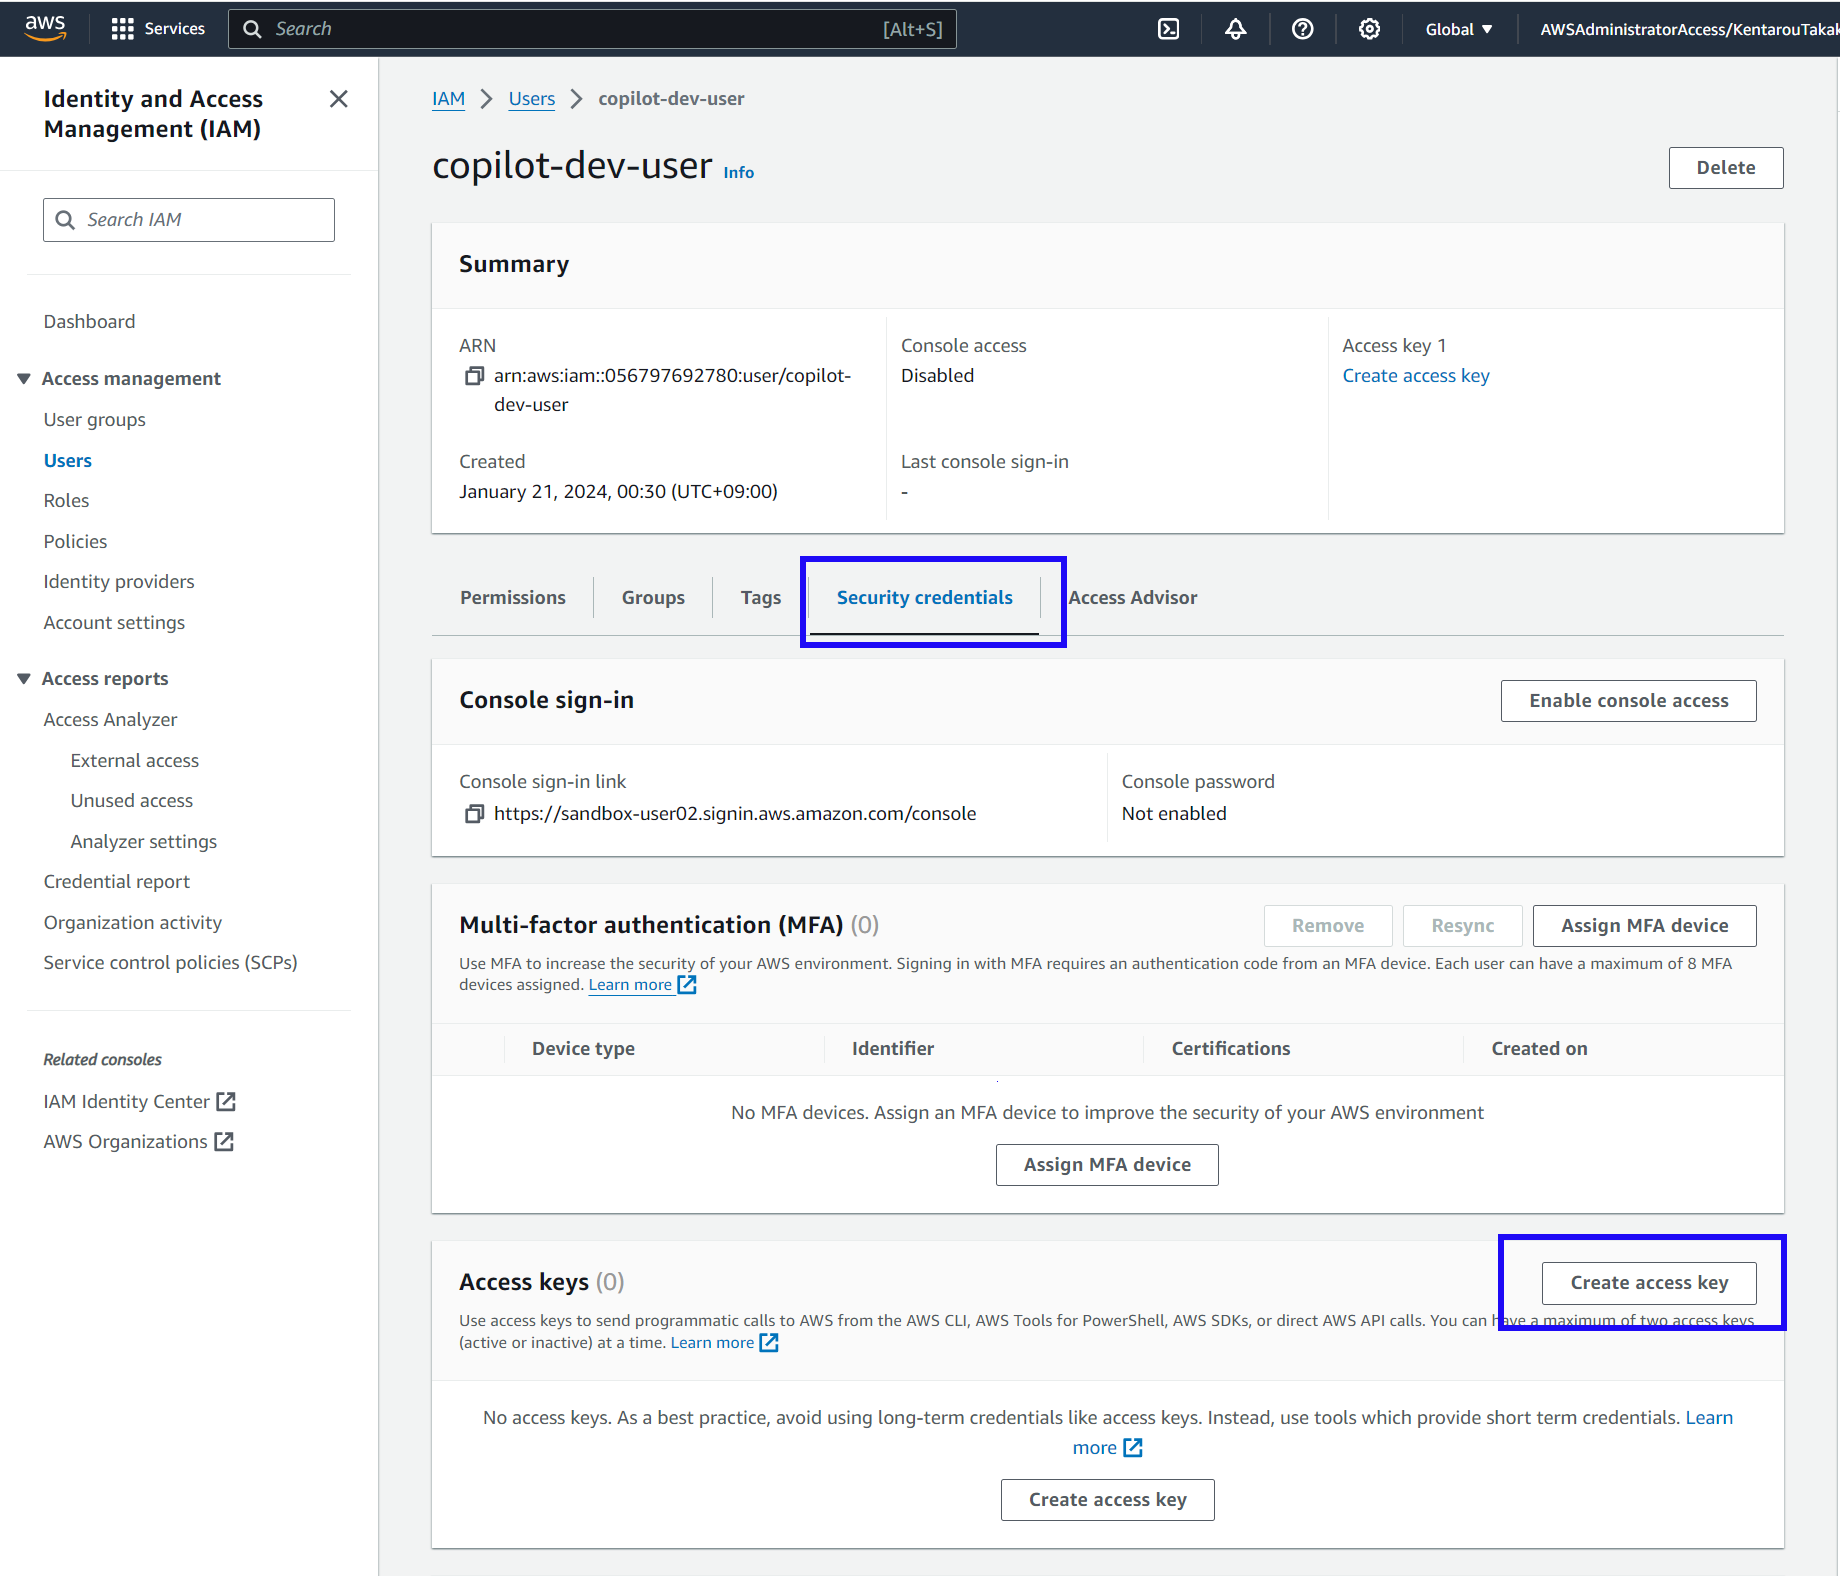 aws
Services
Search
[Alt+S]
Global
AWSAdministratorAccess/KentarouTakak
Identity and Access
Management (IAM)
Search IAM
Dashboard
Access management
User groups
Users
Roles
Policies
Identity providers
Account settings
Access reports
Access Analyzer
External access
Unused access
Analyzer settings
Credential report
Organization activity
Service control policies (SCPs)
Related consoles
IAM Identity Center
AWS Organizations
IAM > Users > copilot-dev-user
copilot-dev-user Info
Delete
Summary
ARN
arn:aws:iam::056797692780:user/copilot-
dev-user
Console access
Disabled
Access key 1
Create access key
Created
January 21, 2024, 00:30 (UTC+09:00)
Last console sign-in
-
Permissions
Groups
Tags
Security credentials
Access Advisor
Console sign-in
Enable console access
Console sign-in link
https://sandbox-user02.signin.aws.amazon.com/console
Console password
Not enabled
Multi-factor authentication (MFA) (0)
Remove
Resync
Assign MFA device
Use MFA to increase the security of your AWS environment. Signing in with MFA requires an authentication code from an MFA device. Each user can have a maximum of 8 MFA
devices assigned. Learn more
Device type
Identifier
Certifications
Created on
No MFA devices. Assign an MFA device to improve the security of your AWS environment
Assign MFA device
Access keys (0)
Create access key
Use access keys to send programmatic calls to AWS from the AWS CLI, AWS Tools for PowerShell, AWS SDKs, or direct AWS API calls. You can have a maximum of two access keys
(active or inactive) at a time. Learn more
No access keys. As a best practice, avoid using long-term credentials like access keys. Instead, use tools which provide short term credentials. Learn
more
Create access key